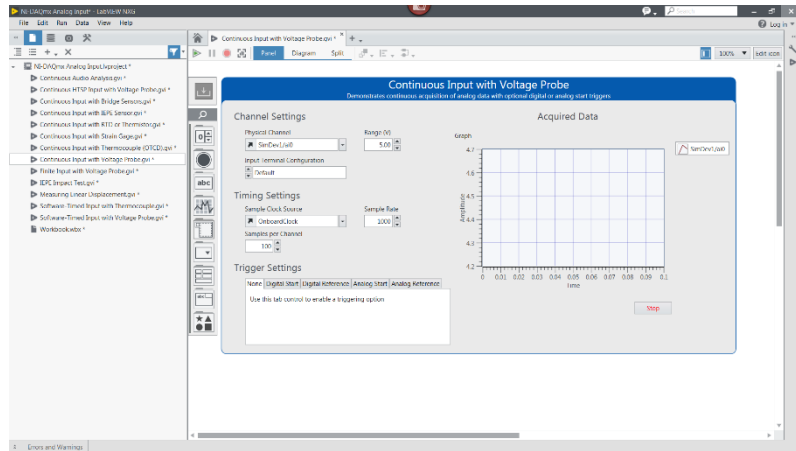 NI-DAQmx Analog Input* - LabVIEW NXG
File Edit Run Data View Help
Log in
Continuous Input with Voltage Probe.gvi *
Panel Diagram Split
100%
Edit icon
NI-DAQmx Analog Input.lvproject *
Continuous Audio Analysis.gvi *
Continuous HTSP Input with Voltage Probe.gvi *
Continuous Input with Bridge Sensors.gvi *
Continuous Input with IEPE Sensor.gvi *
Continuous Input with RTD or Thermistor.gvi *
Continuous Input with Strain Gage.gvi *
Continuous Input with Thermocouple (OTCD).gvi *
Continuous Input with Voltage Probe.gvi *
Finite Input with Voltage Probe.gvi *
IEPE Impact Test.gvi *
Measuring Linear Displacement.gvi *
Software-Timed Input with Thermocouple.gvi *
Software-Timed Input with Voltage Probe.gvi *
Workbook.wbx *
abc
Continuous Input with Voltage Probe
Demonstrates continuous acquisition of analog data with optional digital or analog start triggers
Channel Settings
Physical Channel
SimDev1/ai0
Range (V)
5.00
Input Terminal Configuration
Default
Timing Settings
Sample Clock Source
OnboardClock
Sample Rate
1000
Samples per Channel
100
Trigger Settings
None Digital Start Digital Reference Analog Start Analog Reference
Use this tab control to enable a triggering option
Acquired Data
Graph
SimDev1/ai0
Amplitude
4.7
4.6
4.5
4.4
4.3
4.2
0 0.01 0.02 0.03 0.04 0.05 0.06 0.07 0.08 0.09 0.1
Time
Stop
Errors and Warnings